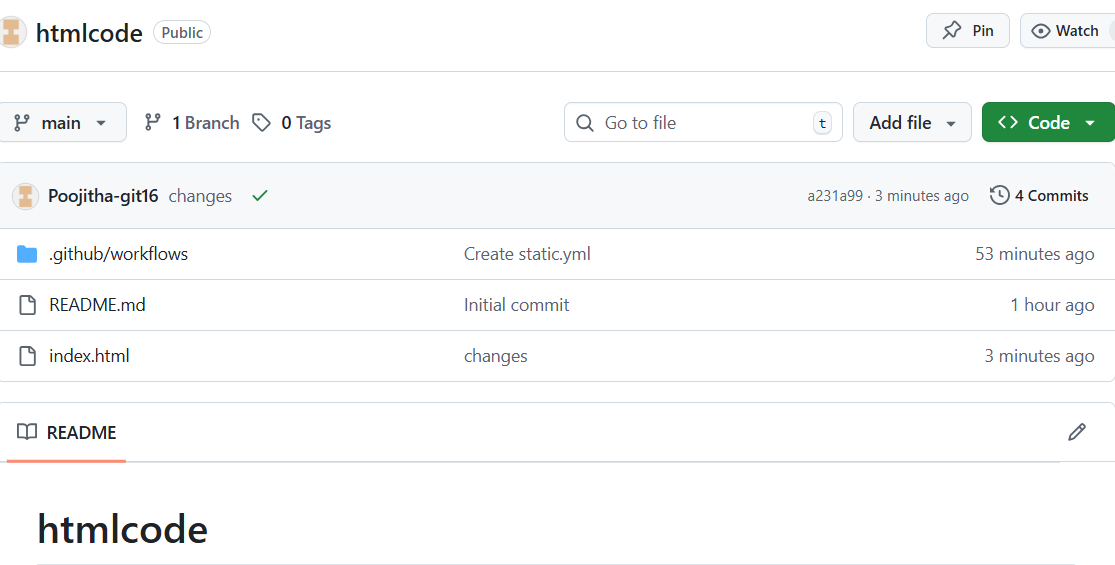 htmlcode Public Pin Watch
main 1 Branch 0 Tags Go to file t Add file Code
Poojitha-git16 changes a231a99 · 3 minutes ago 4 Commits
.github/workflows Create static.yml 53 minutes ago
README.md Initial commit 1 hour ago
index.html changes 3 minutes ago
README
htmlcode